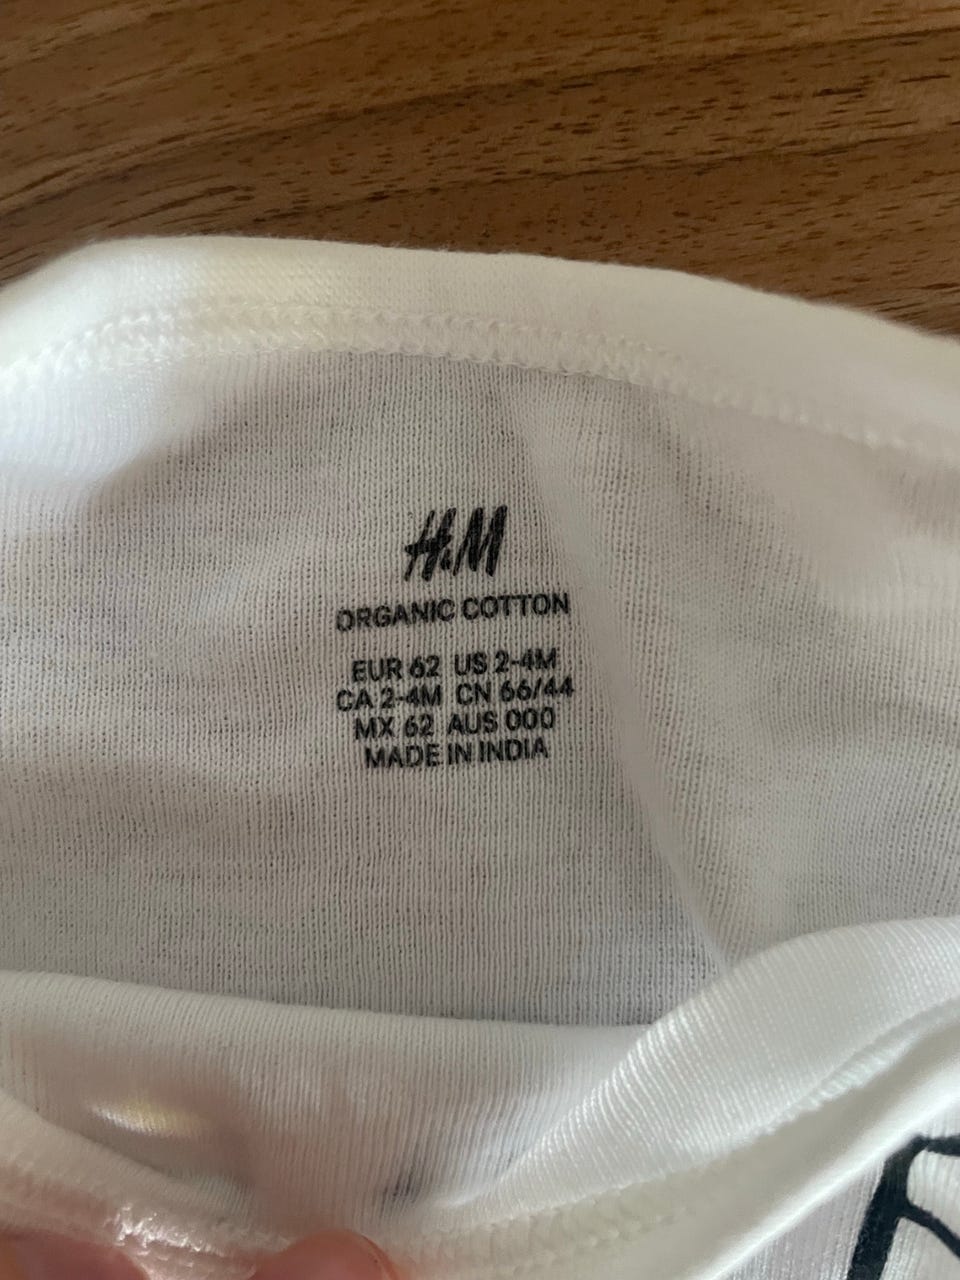 H&M
ORGANIC COTTON
EUR 62 US 2-4M
CA 2-4M CN 66/44
MX 62 AUS 000
MADE IN INDIA